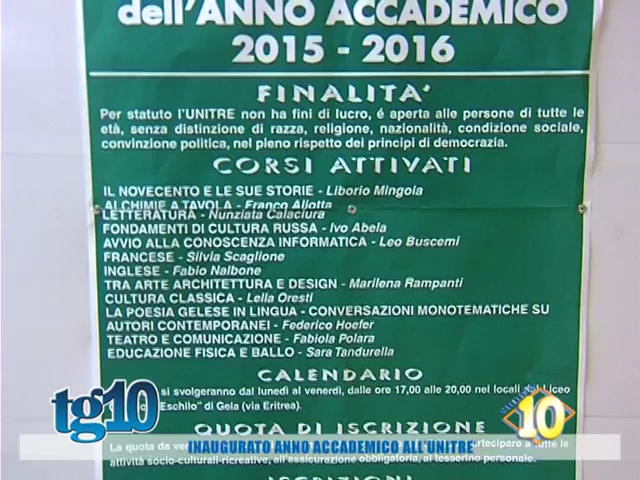 dell'ANNO ACCADEMICO
2015 - 2016
FINALITA'
Per statuto l'UNITRE non ha fini di lucro, é aperta alle persone di tutte le
età, senza distinzione di razza, religione, nazionalità, condizione sociale,
convinzione politica, nel pieno rispetto dei principi di democrazia.
CORSI ATTIVATI
IL NOVECENTO E LE SUE STORIE - Liborio Mingoia
ALCHIMIE A TAVOLA - Franco Aliotta
LETTERATURA - Nunziata Calaciura
FONDAMENTI DI CULTURA RUSSA - Ivo Abela
AVVIO ALLA CONOSCENZA INFORMATICA - Leo Buscemi
FRANCESE - Silvia Scaglione
INGLESE - Fabio Nalbone
TRA ARTE ARCHITETTURA E DESIGN - Marilena Rampanti
CULTURA CLASSICA - Lella Oresti
LA POESIA GELESE IN LINGUA - CONVERSAZIONI MONOTEMATICHE SU
AUTORI CONTEMPORANEI - Federico Hoefer
TEATRO E COMUNICAZIONE - Fabiola Polara
EDUCAZIONE FISICA E BALLO - Sara Tandurella
CALENDARIO
si svolgeranno dal lunedì al venerdì, dalle ore 17,00 alle 20,00 nei locali del Liceo
Eschilo" di Gela (via Eritrea).
tg10
10
QUOTA DI ISCRIZIONE
INAUGURATO ANNO ACCADEMICO ALL'UNITRE
La quota da a tutte le
attività socio-culturali-ricreative, all'assicurazione obbligatoria, al tesserino personale.
ISCRIZIONI